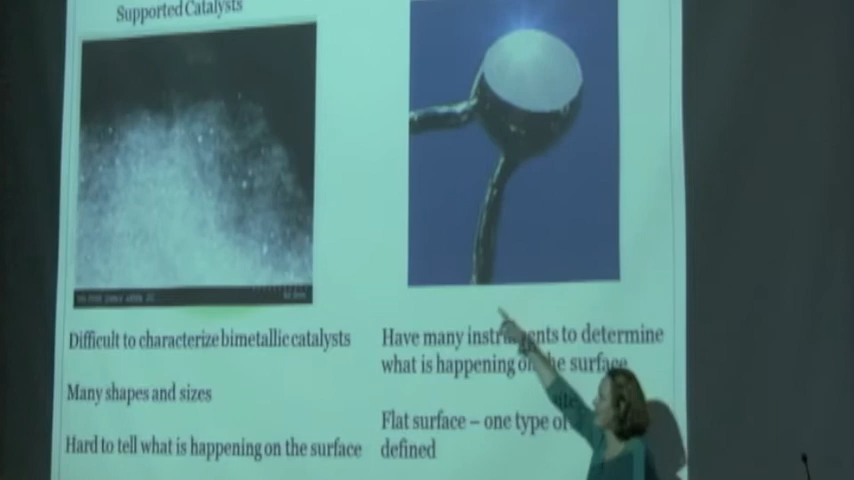 Supported Catalysts
Difficult to characterize bimetallic catalysts
Many shapes and sizes
Hard to tell what is happening on the surface
Have many instruments to determine
what is happening on the surface
Flat surface – one type of
defined